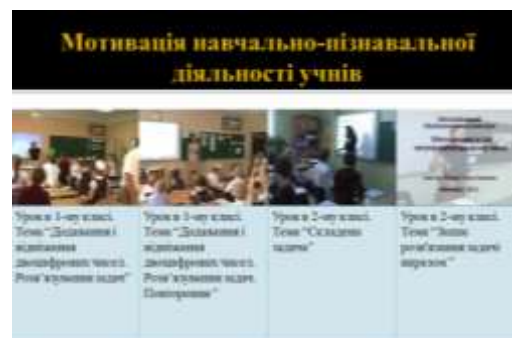 Мотивація навчально-пізнавальної
діяльності учнів
Урок в 1-му класі.
Тема "Додавання і
віднімання
двоцифрових чисел.
Розв'язування задач"
Урок в 1-му класі.
Тема "Додавання і
віднімання
двоцифрових чисел.
Розв'язування задач.
Повторення"
Урок в 2-му класі.
Тема "Складена
задача"
Урок в 2-му класі.
Тема "Запис
розв'язання задачі
виразом"